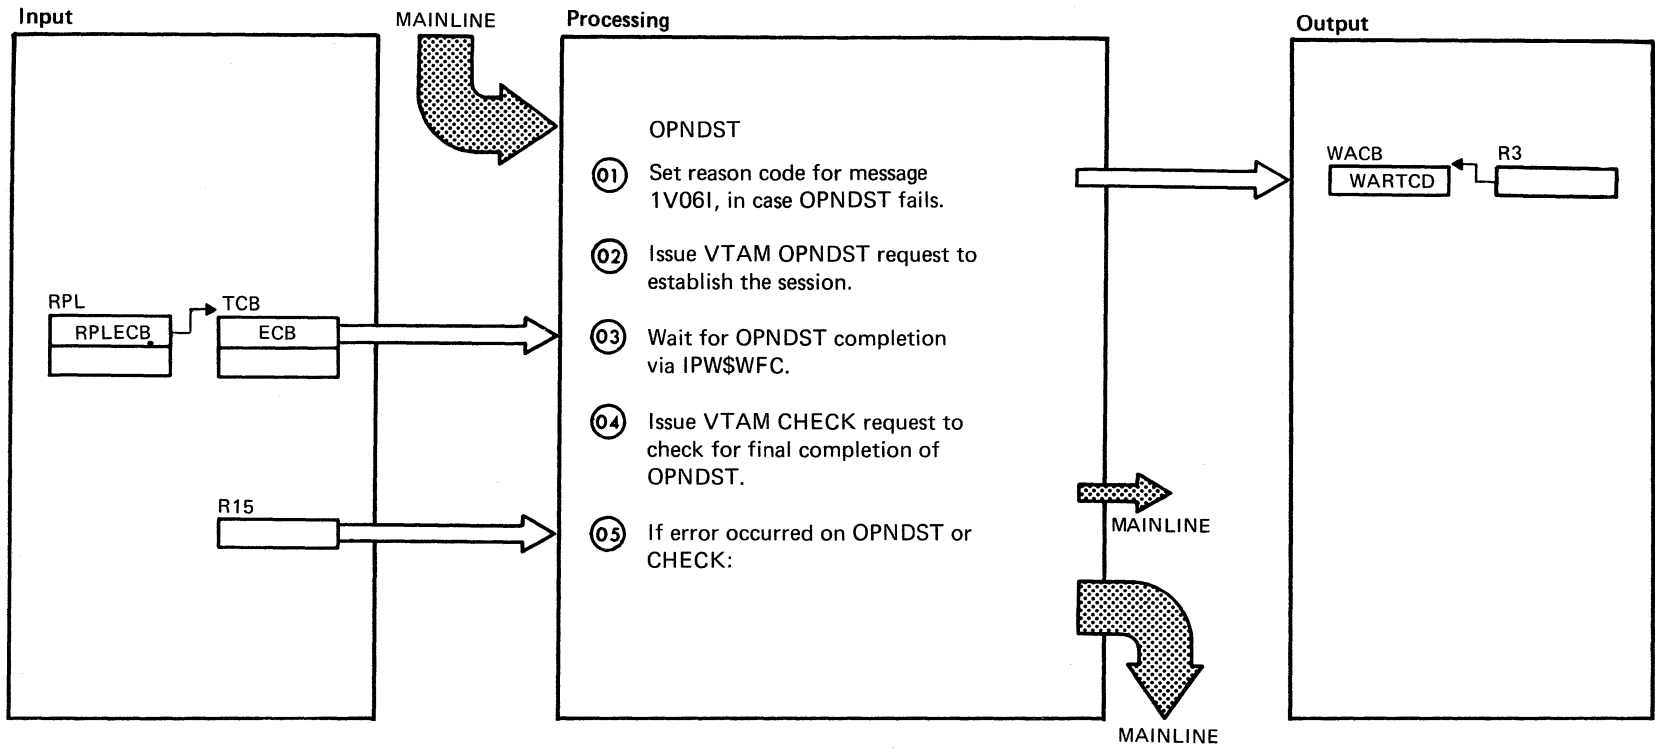 Input
MAINLINE
Processing
Output
OPNDST
01 Set reason code for message
1V06I, in case OPNDST fails.
WACB
R3
WARTCD
02 Issue VTAM OPNDST request to
establish the session.
RPL
TCB
RPLECB
ECB
03 Wait for OPNDST completion
via IPW$WFC.
04 Issue VTAM CHECK request to
check for final completion of
OPNDST.
R15
MAINLINE
05 If error occurred on OPNDST or
CHECK:
MAINLINE